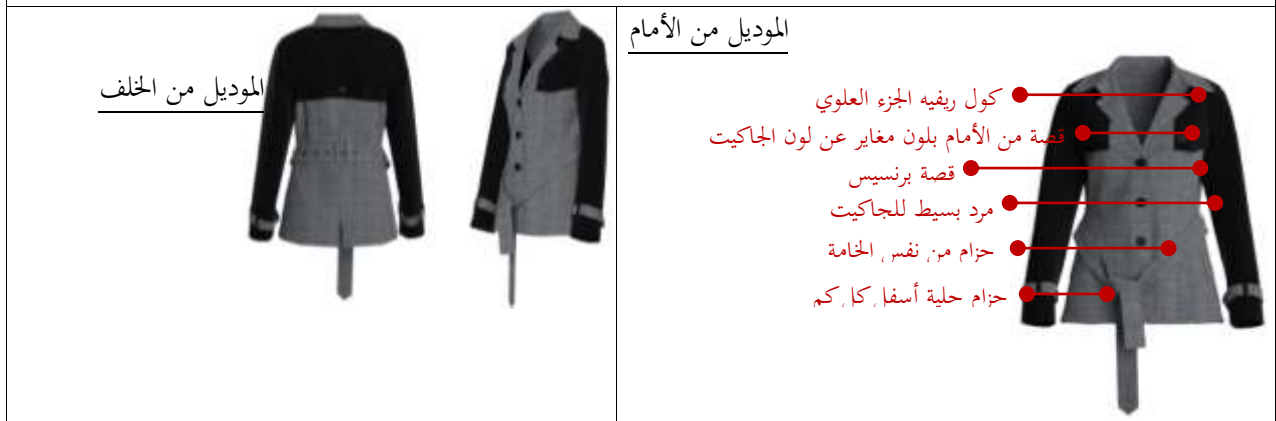 الموديل من الأمام
كول ريفيه الجزء العلوي
قصة من الأمام بلون مغاير عن لون الجاكيت
قصة برنسيس
مرد بسيط للجاكيت
حزام من نفس الخامة
حزام حلية أسفل كل كم
الموديل من الخلف